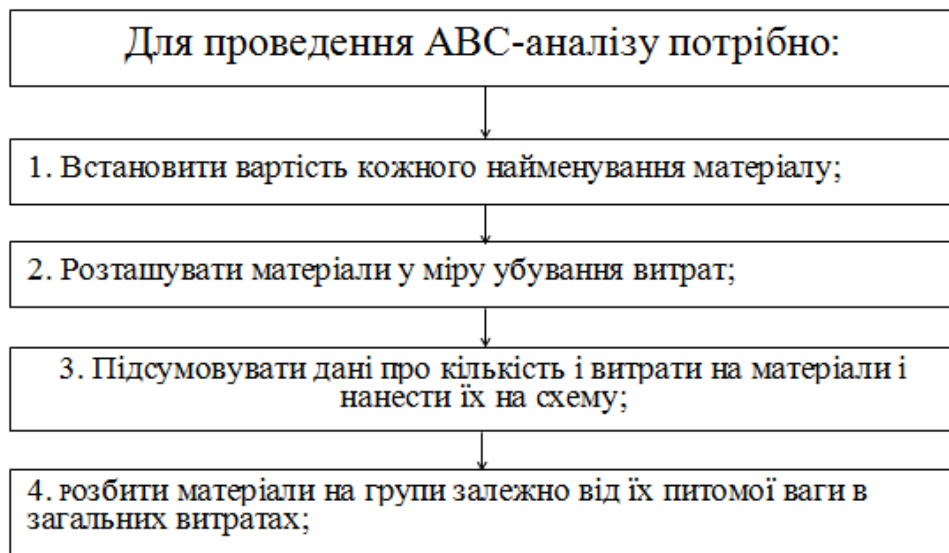 Для проведення АВС-аналізу потрібно:
1. Встановити вартість кожного найменування матеріалу;
2. Розташувати матеріали у міру убування витрат;
3. Підсумовувати дані про кількість і витрати на матеріали і
нанести їх на схему;
4. розбити матеріали на групи залежно від їх питомої ваги в
загальних витратах;